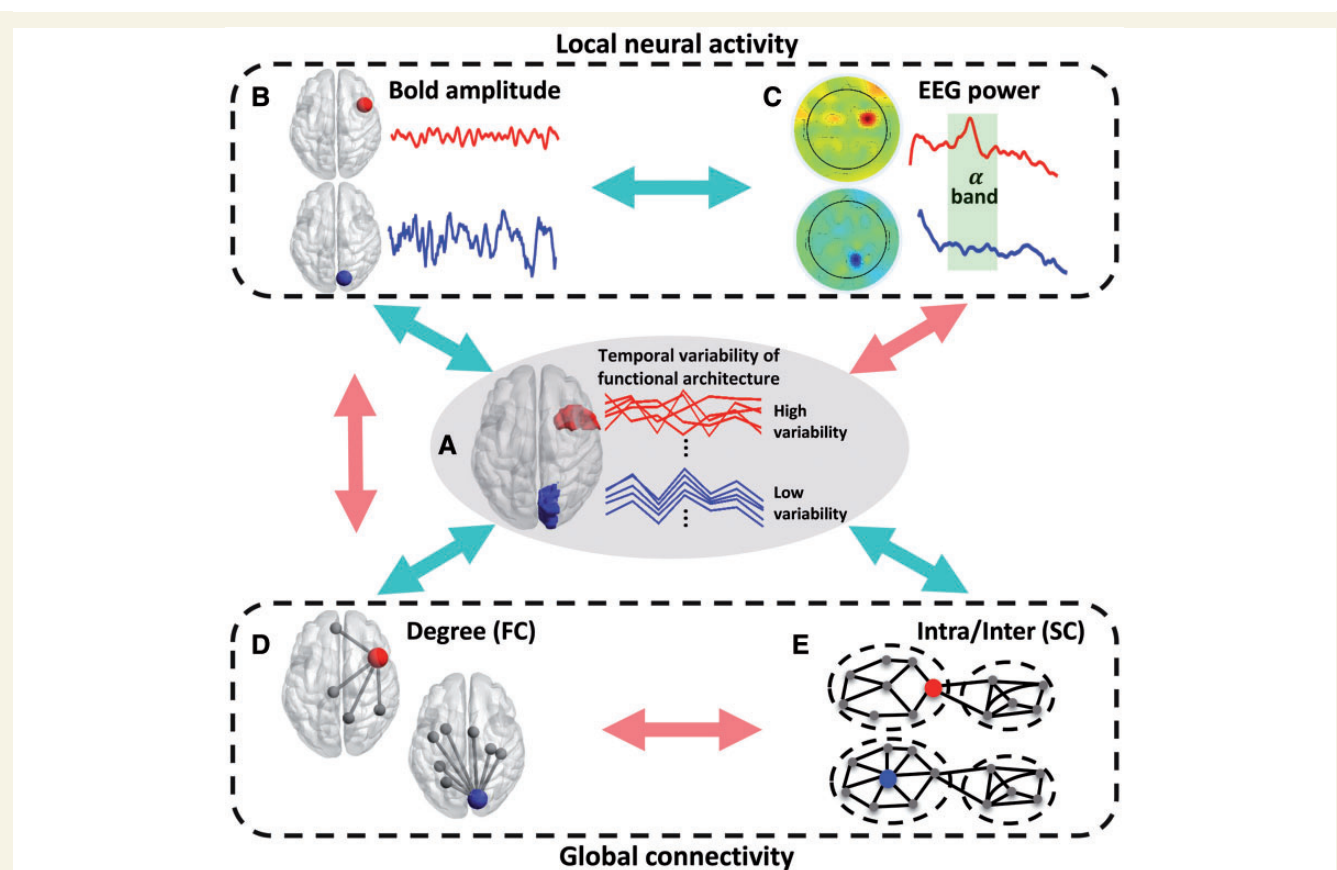 Local neural activity
B
Bold amplitude
C
EEG power
α
band
Temporal variability of
functional architecture
A
High
variability
Low
variability
D
Degree (FC)
E
Intra/Inter (SC)
Global connectivity